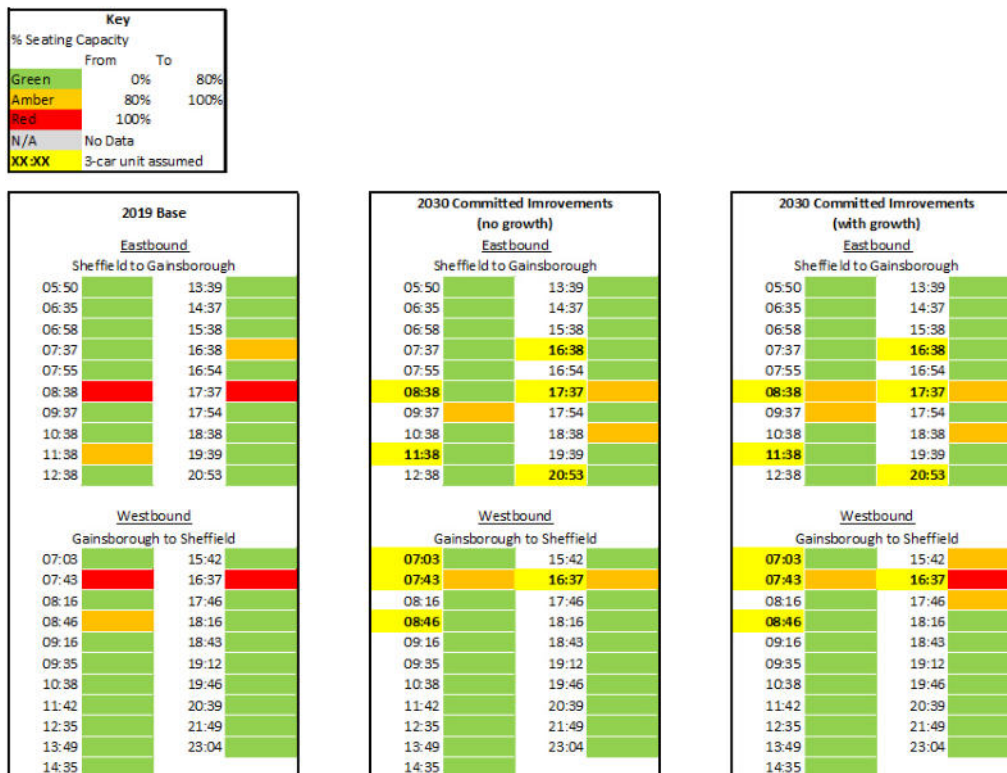 Key
% Seating Capacity
From To
Green 0% 80%
Amber 80% 100%
Red 100%
N/A No Data
XX:XX 3-car unit assumed
2019 Base
Eastbound
Sheffield to Gainsborough
05:50 13:39
06:35 14:37
06:58 15:38
07:37 16:38
07:55 16:54
08:38 17:37
09:37 17:54
10:38 18:38
11:38 19:39
12:38 20:53
Westbound
Gainsborough to Sheffield
07:03 15:42
07:43 16:37
08:16 17:46
08:46 18:16
09:16 18:43
09:35 19:12
10:38 19:46
11:42 20:39
12:35 21:49
13:49 23:04
14:35
2030 Committed Imrovements
(no growth)
Eastbound
Sheffield to Gainsborough
05:50 13:39
06:35 14:37
06:58 15:38
07:37 16:38
07:55 16:54
08:38 17:37
09:37 17:54
10:38 18:38
11:38 19:39
12:38 20:53
Westbound
Gainsborough to Sheffield
07:03 15:42
07:43 16:37
08:16 17:46
08:46 18:16
09:16 18:43
09:35 19:12
10:38 19:46
11:42 20:39
12:35 21:49
13:49 23:04
14:35
2030 Committed Imrovements
(with growth)
Eastbound
Sheffield to Gainsborough
05:50 13:39
06:35 14:37
06:58 15:38
07:37 16:38
07:55 16:54
08:38 17:37
09:37 17:54
10:38 18:38
11:38 19:39
12:38 20:53
Westbound
Gainsborough to Sheffield
07:03 15:42
07:43 16:37
08:16 17:46
08:46 18:16
09:16 18:43
09:35 19:12
10:38 19:46
11:42 20:39
12:35 21:49
13:49 23:04
14:35